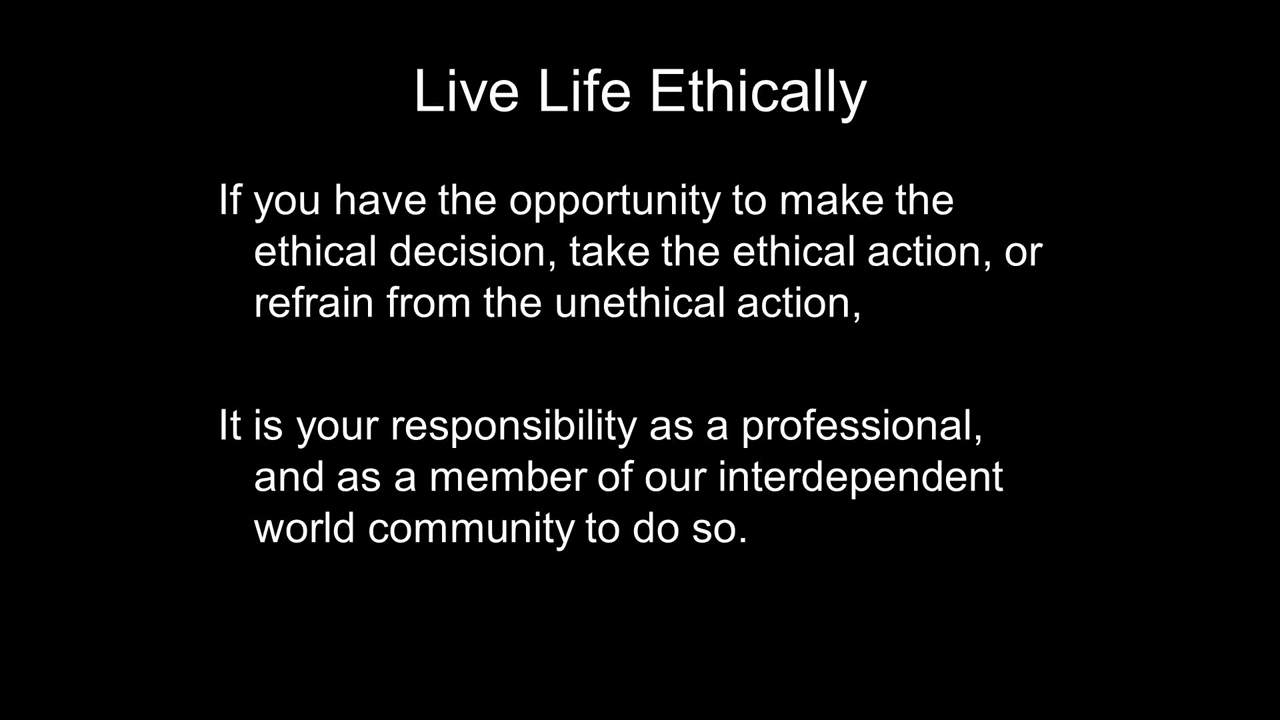 Live Life Ethically
If you have the opportunity to make the
ethical decision, take the ethical action, or
refrain from the unethical action,
It is your responsibility as a professional,
and as a member of our interdependent
world community to do so.